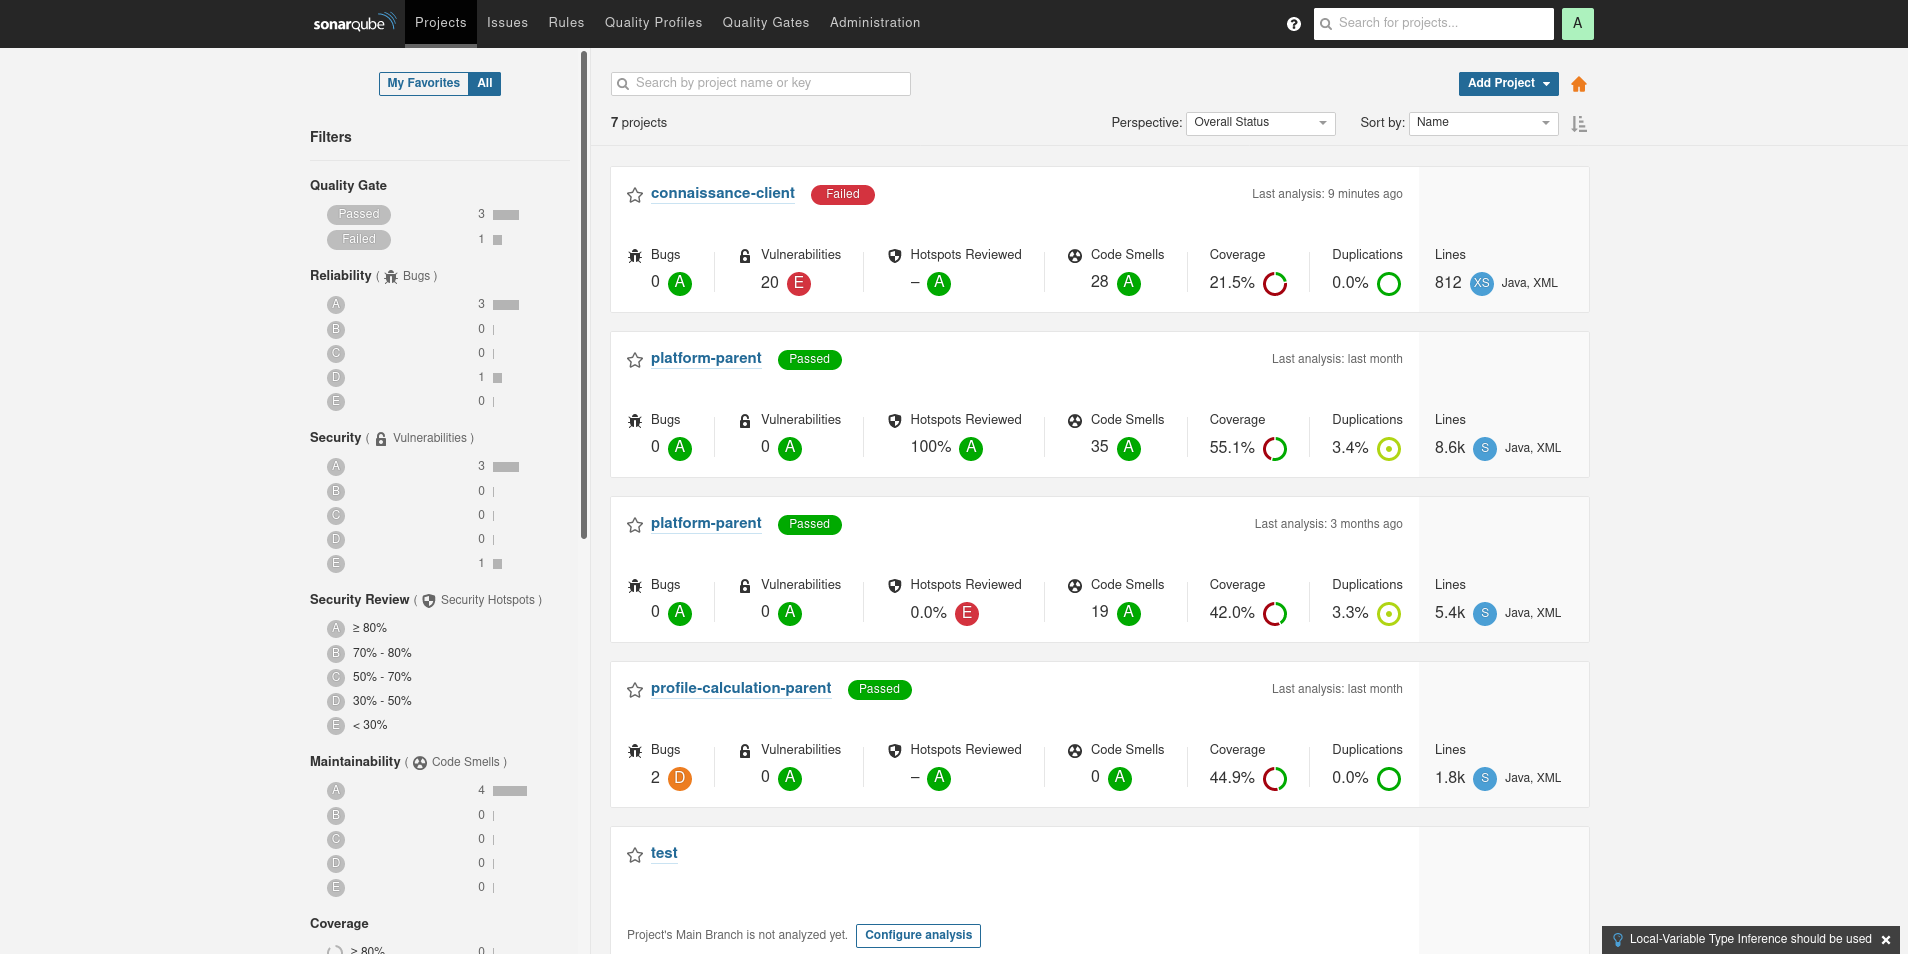 sonarqube Projects Issues Rules Quality Profiles Quality Gates Administration ? Search for projects... A
My Favorites All
Search by project name or key Add Project
7 projects Perspective: Overall Status Sort by: Name
Filters
Quality Gate
Passed 3
Failed 1
Reliability ( Bugs )
A 3
B 0
C 0
D 1
E 0
Security ( Vulnerabilities )
A 3
B 0
C 0
D 0
E 1
Security Review ( Security Hotspots )
A ≥ 80%
B 70% - 80%
C 50% - 70%
D 30% - 50%
E < 30%
Maintainability ( Code Smells )
A 4
B 0
C 0
D 0
E 0
Coverage
≥ 80% 0
connaissance-client Failed Last analysis: 9 minutes ago
Bugs Vulnerabilities Hotspots Reviewed Code Smells Coverage Duplications Lines
0 A 20 E – A 28 A 21.5% 0.0% 812 XS Java, XML
platform-parent Passed Last analysis: last month
Bugs Vulnerabilities Hotspots Reviewed Code Smells Coverage Duplications Lines
0 A 0 A 100% A 35 A 55.1% 3.4% 8.6k S Java, XML
platform-parent Passed Last analysis: 3 months ago
Bugs Vulnerabilities Hotspots Reviewed Code Smells Coverage Duplications Lines
0 A 0 A 0.0% E 19 A 42.0% 3.3% 5.4k S Java, XML
profile-calculation-parent Passed Last analysis: last month
Bugs Vulnerabilities Hotspots Reviewed Code Smells Coverage Duplications Lines
2 D 0 A – A 0 A 44.9% 0.0% 1.8k S Java, XML
test
Project's Main Branch is not analyzed yet. Configure analysis
Local-Variable Type Inference should be used